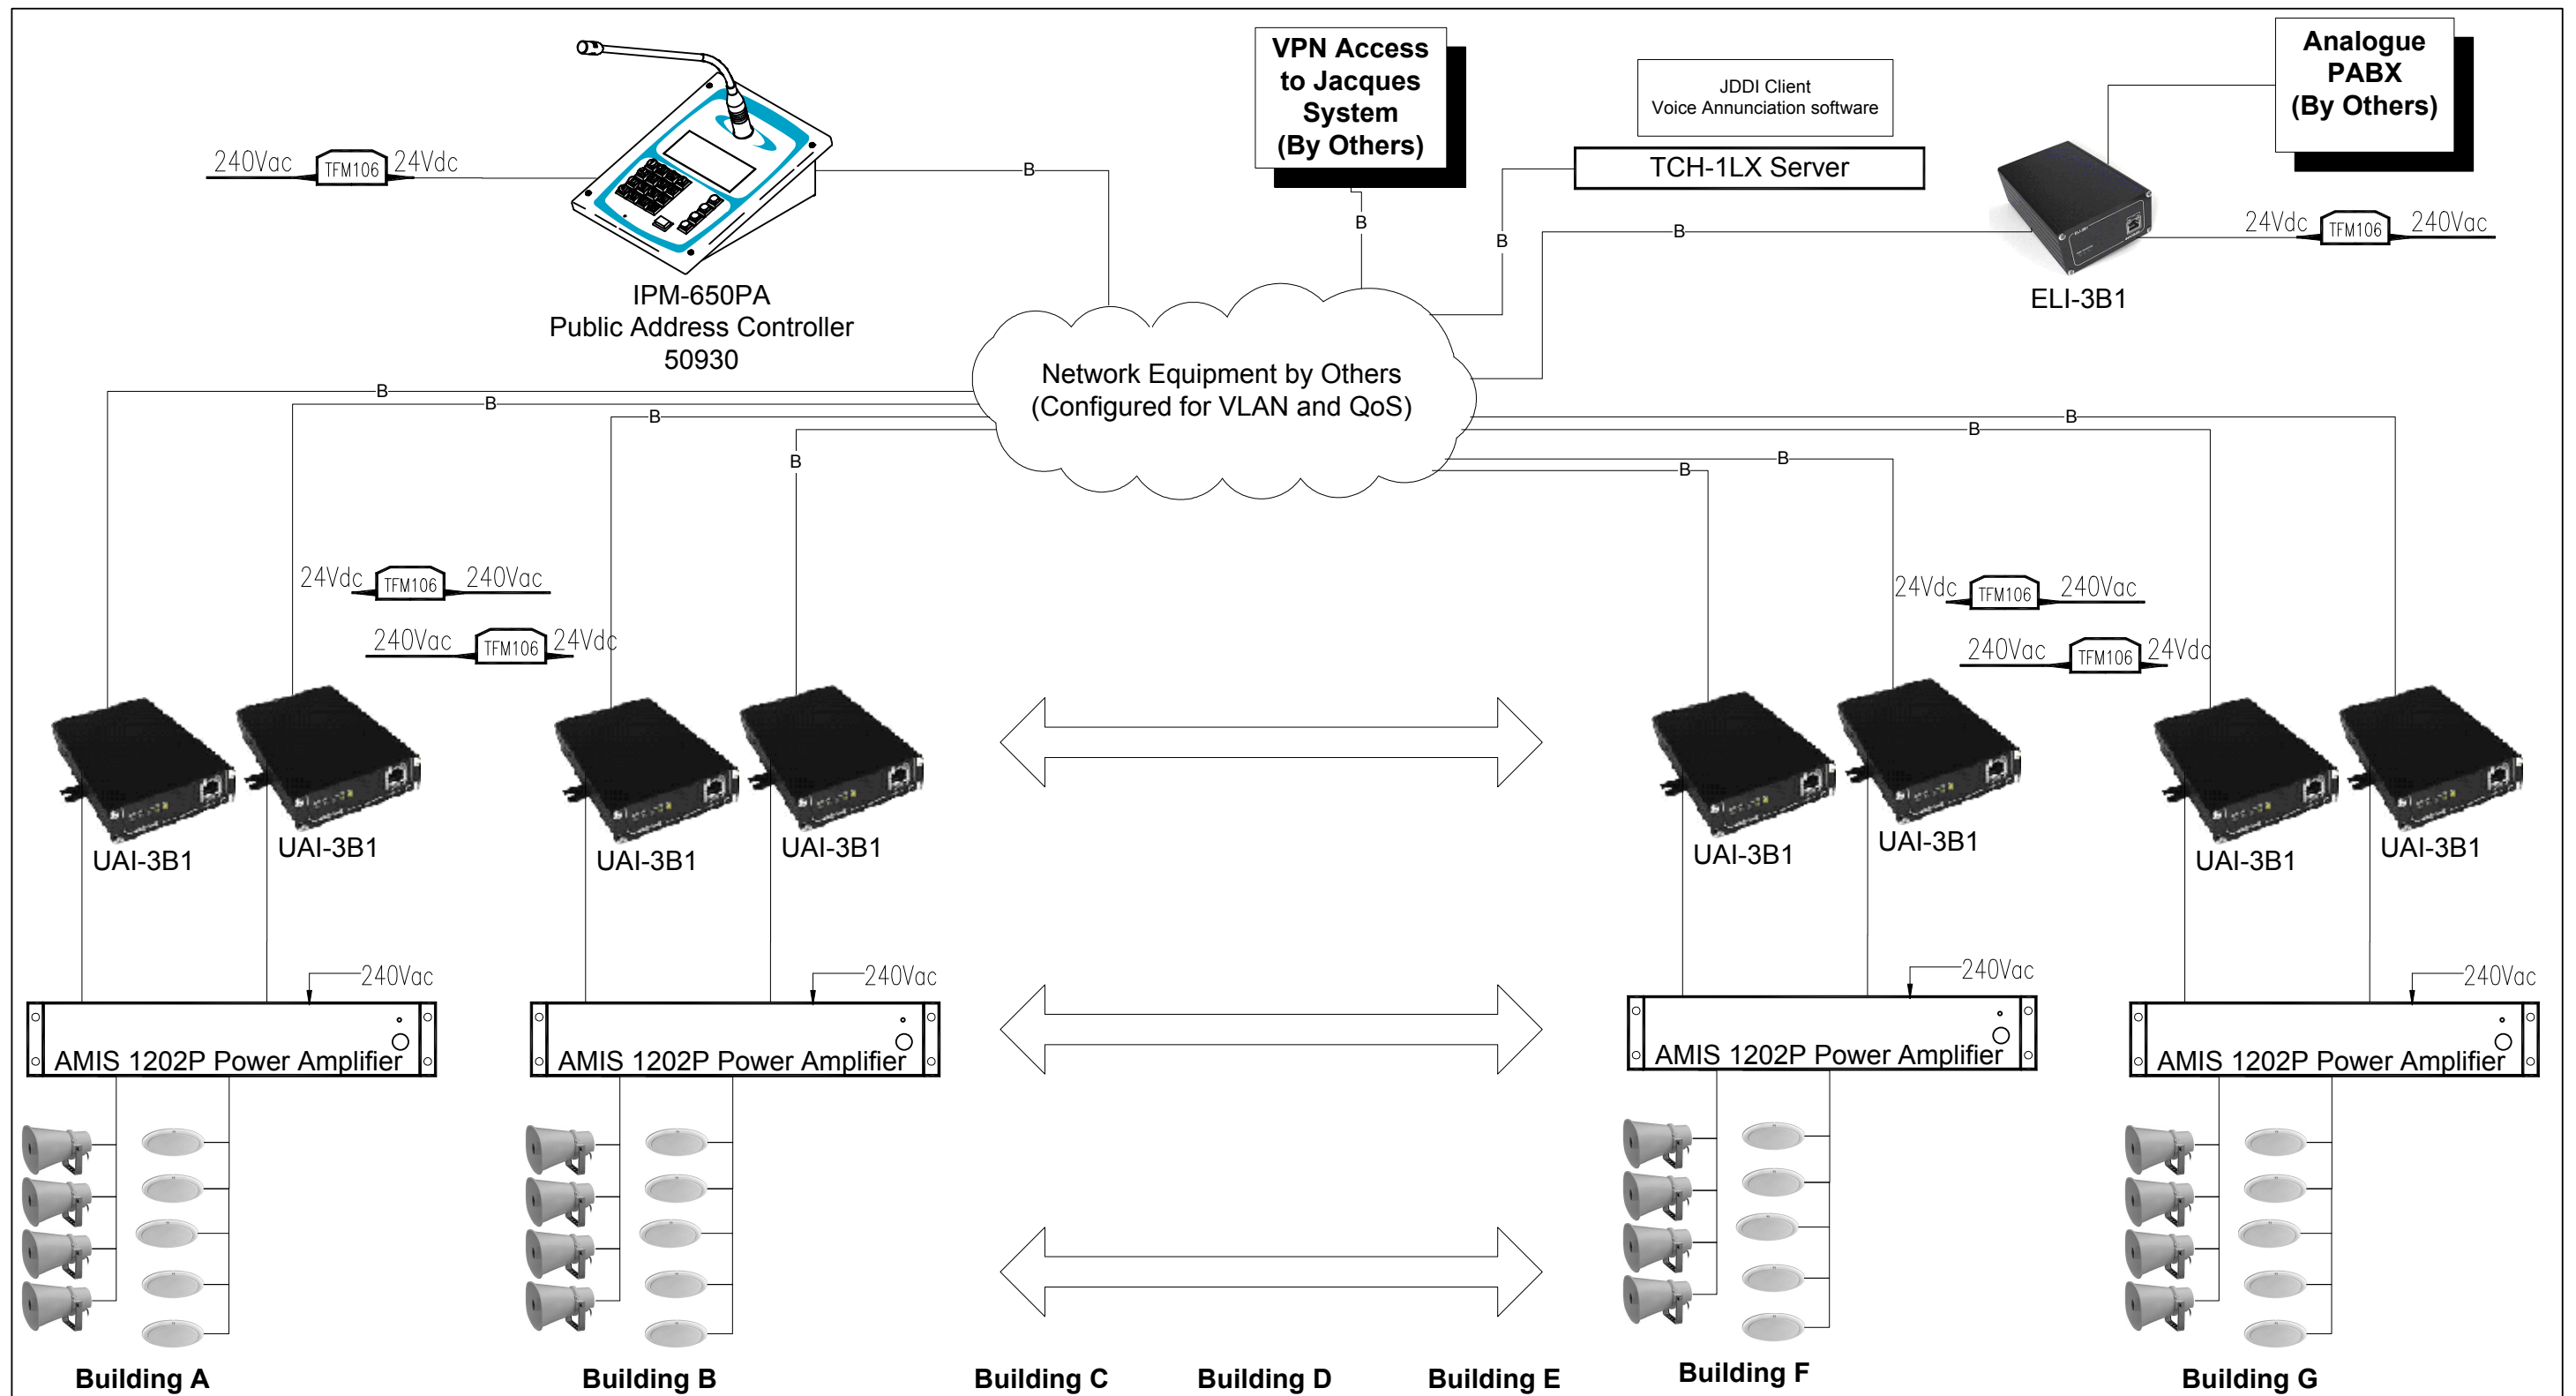 VPN Access
to Jacques
System
(By Others)
JDDI Client
Voice Annunciation software
TCH-1LX Server
Analogue
PABX
(By Others)
240Vac
TFM106
24Vdc
B
B
B
B
24Vdc
TFM106
240Vac
IPM-650PA
Public Address Controller
50930
ELI-3B1
Network Equipment by Others
(Configured for VLAN and QoS)
B
B
B
B
B
B
B
B
24Vdc
TFM106
240Vac
240Vac
TFM106
24Vdc
24Vdc
TFM106
240Vac
240Vac
TFM106
24Vdc
UAI-3B1
UAI-3B1
UAI-3B1
UAI-3B1
UAI-3B1
UAI-3B1
UAI-3B1
UAI-3B1
240Vac
240Vac
240Vac
240Vac
AMIS 1202P Power Amplifier
AMIS 1202P Power Amplifier
AMIS 1202P Power Amplifier
AMIS 1202P Power Amplifier
Building A
Building B
Building C
Building D
Building E
Building F
Building G